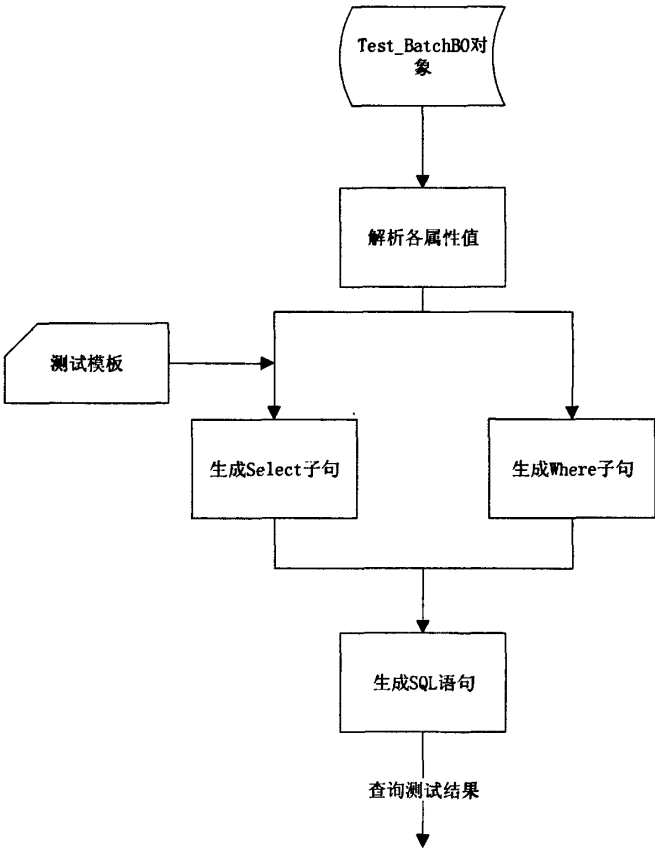 Test_BatchBO对
象
解析各属性值
测试模板
生成Select子句
生成Where子句
生成SQL语句
查询测试结果